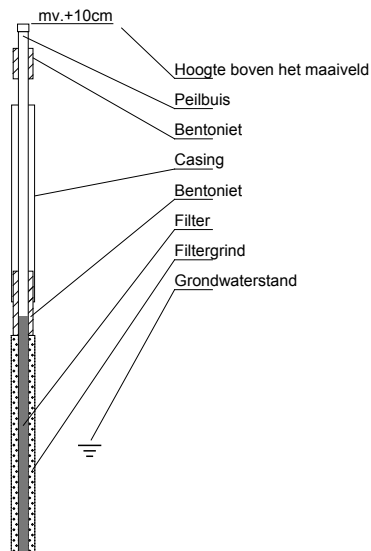 mv.+10cm
Hoogte boven het maaiveld
Peilbuis
Bentoniet
Casing
Bentoniet
Filter
Filtergrind
Grondwaterstand